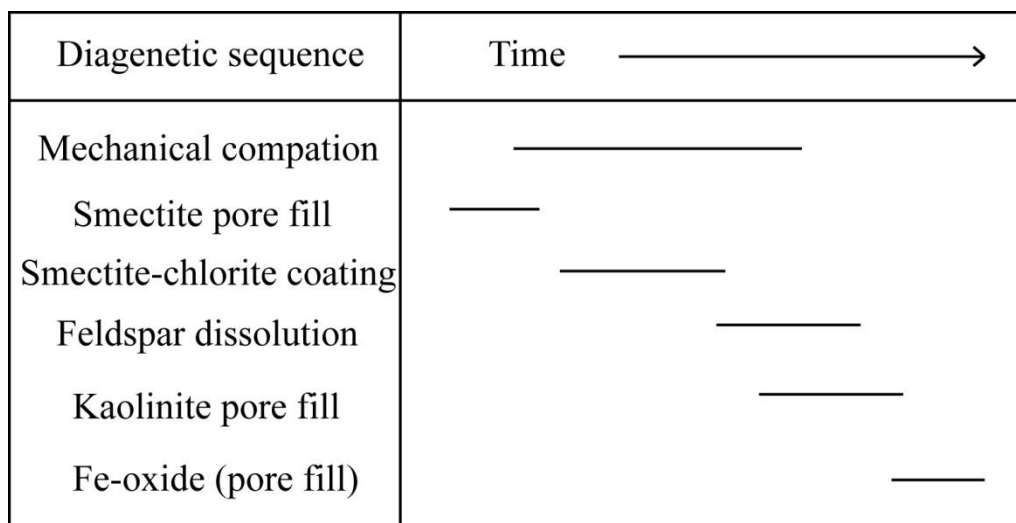 Diagenetic sequence
Time
Mechanical compation
Smectite pore fill
Smectite-chlorite coating
Feldspar dissolution
Kaolinite pore fill
Fe-oxide (pore fill)